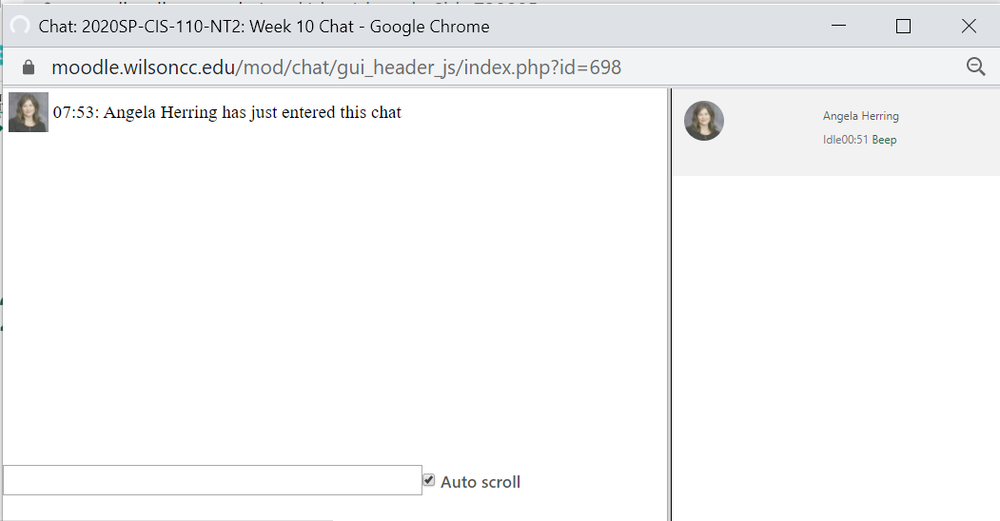 Chat: 2020SP-CIS-110-NT2: Week 10 Chat - Google Chrome
moodle.wilsoncc.edu/mod/chat/gui_header_js/index.php?id=698
07:53: Angela Herring has just entered this chat
Angela Herring
Idle00:51 Beep
Auto scroll